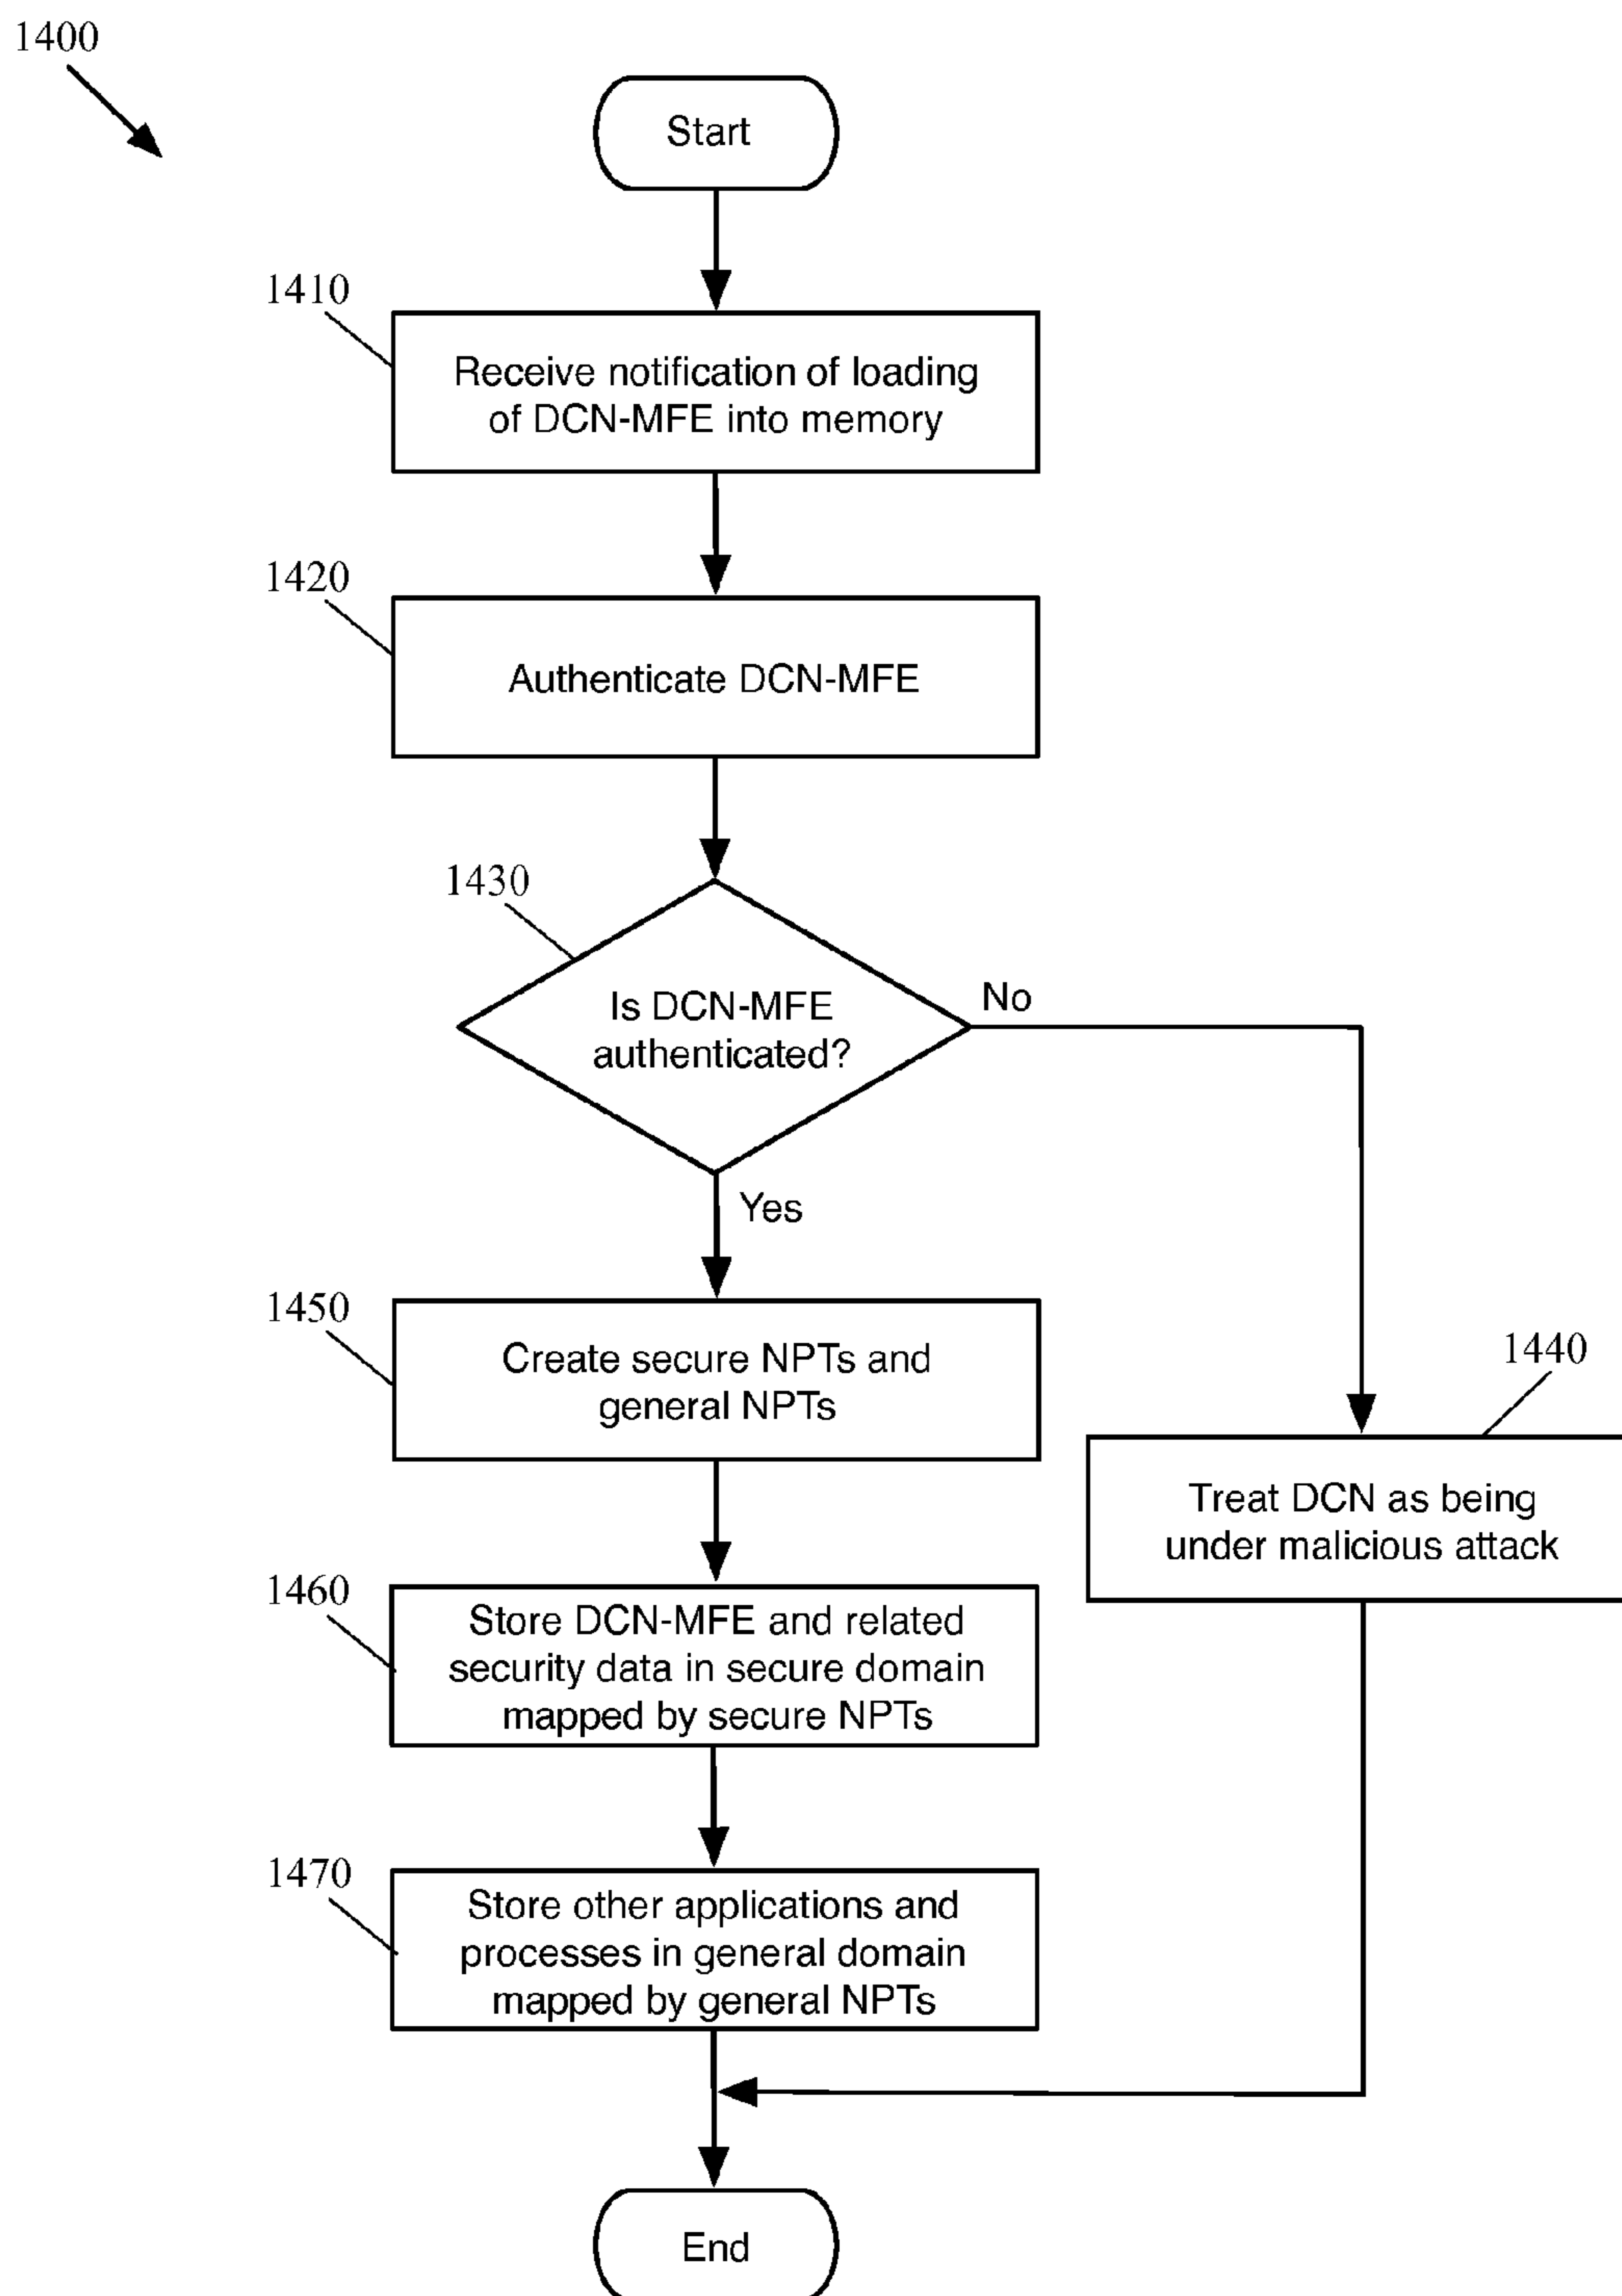 1400
Start
1410
Receive notification of loading
of DCN-MFE into memory
1420
Authenticate DCN-MFE
1430
Is DCN-MFE
authenticated?
No
Yes
1450
Create secure NPTs and
general NPTs
1440
Treat DCN as being
under malicious attack
1460
Store DCN-MFE and related
security data in secure domain
mapped by secure NPTs
1470
Store other applications and
processes in general domain
mapped by general NPTs
End